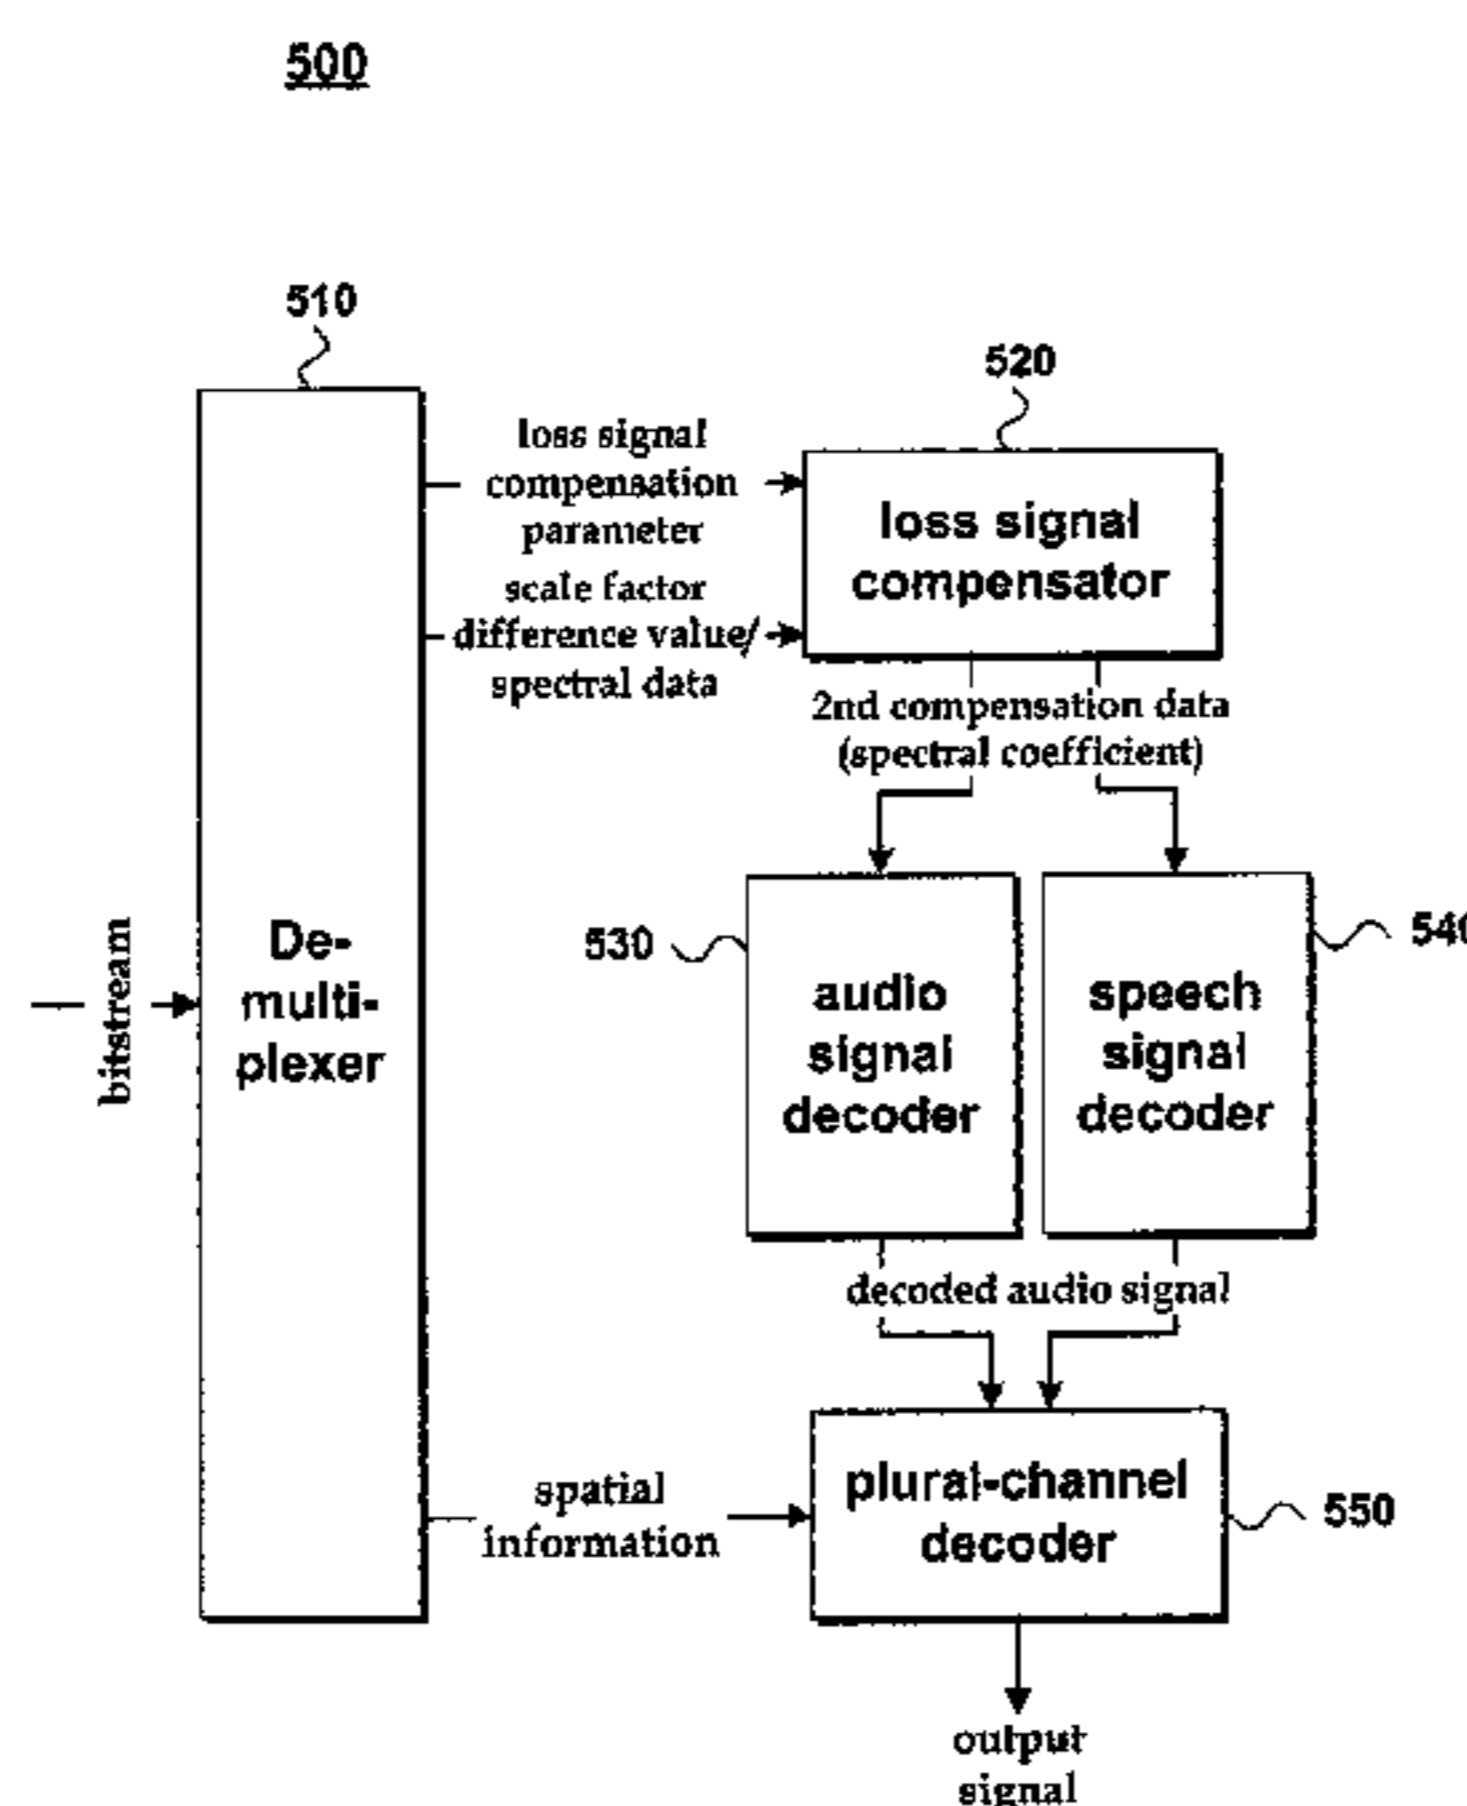 500
510
520
loss signal
compensation
parameter
scale factor
difference value/
spectral data
loss signal
compensator
2nd compensation data
(spectral coefficient)
530
540
bitstream
De-
multi-
plexer
audio
signal
decoder
speech
signal
decoder
decoded audio signal
spatial
information
plural-channel
decoder
550
output
signal